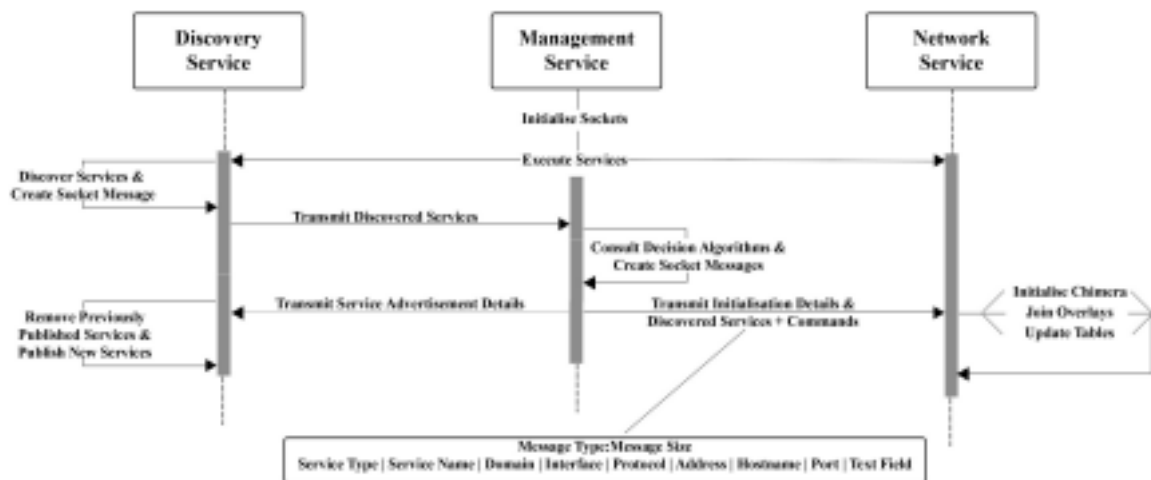 Discovery
Service
Management
Service
Network
Service
Initialise Sockets
Execute Services
Discover Services &
Create Socket Message
Transmit Discovered Services
Consult Decision Algorithms &
Create Socket Messages
Transmit Service Advertisement Details
Transmit Initialisation Details &
Discovered Services + Commands
Initialise Chimera
Join Overlays
Update Tables
Remove Previously
Published Services &
Publish New Services
Message Type:Message Size
Service Type | Service Name | Domain | Interface | Protocol | Address | Hostname | Port | Text Field